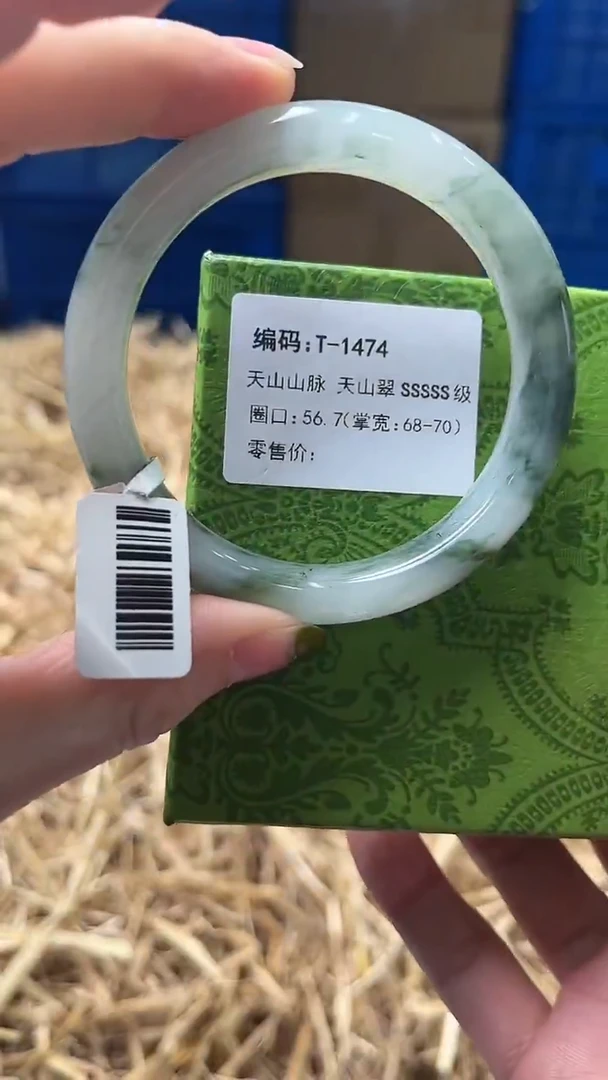 编码:T-1474
天山山脉 天山翠 SSSSS级
圈口:56.7(掌宽:68-70)
零售价: